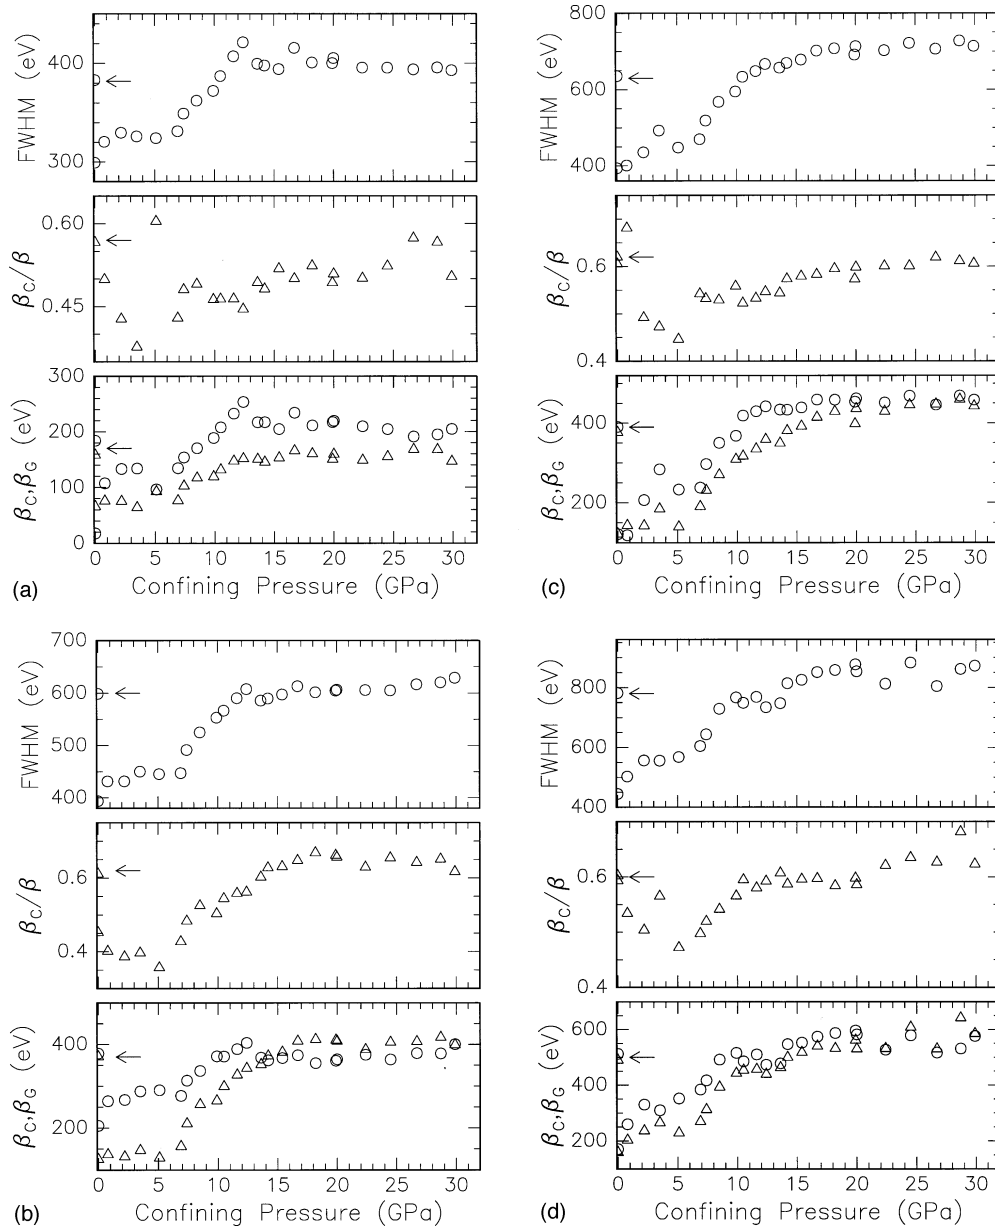 FWHM (eV)
400
300
β_C/β
0.60
0.45
β_C,β_G (eV)
300
200
100
0
0 5 10 15 20 25 30
(a) Confining Pressure (GPa)
FWHM (eV)
800
600
400
β_C/β
0.6
0.4
β_C,β_G (eV)
400
200
0 5 10 15 20 25 30
(c) Confining Pressure (GPa)
FWHM (eV)
700
600
500
400
β_C/β
0.6
0.4
β_C,β_G (eV)
400
200
0 5 10 15 20 25 30
(b) Confining Pressure (GPa)
FWHM (eV)
800
600
400
β_C/β
0.6
0.4
β_C,β_G (eV)
600
400
200
0 5 10 15 20 25 30
(d) Confining Pressure (GPa)